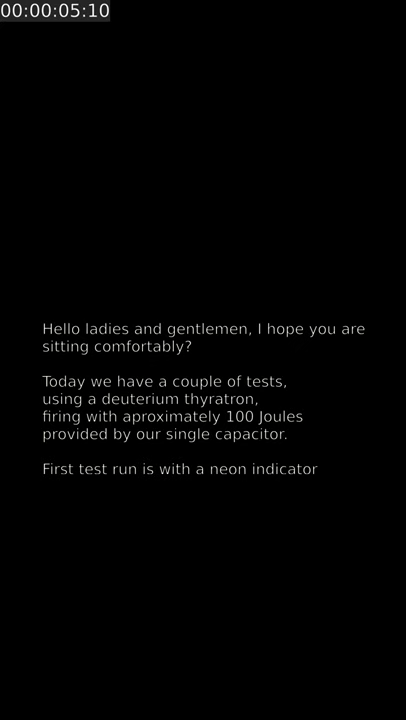 00:00:05:10
Hello ladies and gentlemen, I hope you are
sitting comfortably?
Today we have a couple of tests,
using a deuterium thyratron,
firing with aproximately 100 Joules
provided by our single capacitor.
First test run is with a neon indicator